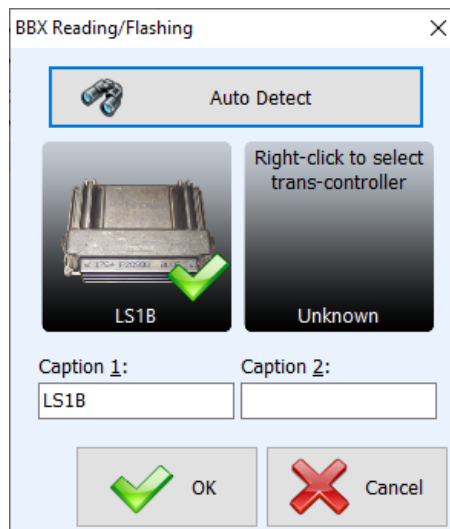 BBX Reading/Flashing
Auto Detect
Right-click to select
trans-controller
LS1B
Unknown
Caption 1:
Caption 2:
LS1B
OK
Cancel